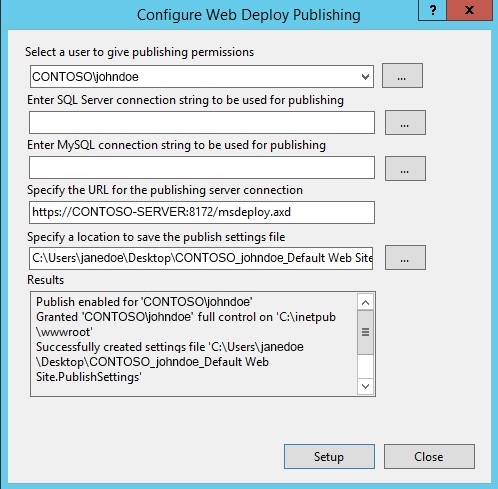 Configure Web Deploy Publishing
? x
Select a user to give publishing permissions
CONTOSO\johndoe
...
Enter SQL Server connection string to be used for publishing
...
Enter MySQL connection string to be used for publishing
...
Specify the URL for the publishing server connection
https://CONTOSO-SERVER:8172/msdeploy.axd
Specify a location to save the publish settings file
C:\Users\janedoe\Desktop\CONTOSO_johndoe_Default Web Site
...
Results
Publish enabled for 'CONTOSO\johndoe'
Granted 'CONTOSO\johndoe' full control on 'C:\inetpub
\wwwroot'
Successfully created settings file 'C:\Users\janedoe
\Desktop\CONTOSO_johndoe_Default Web
Site.PublishSettings'
Setup
Close